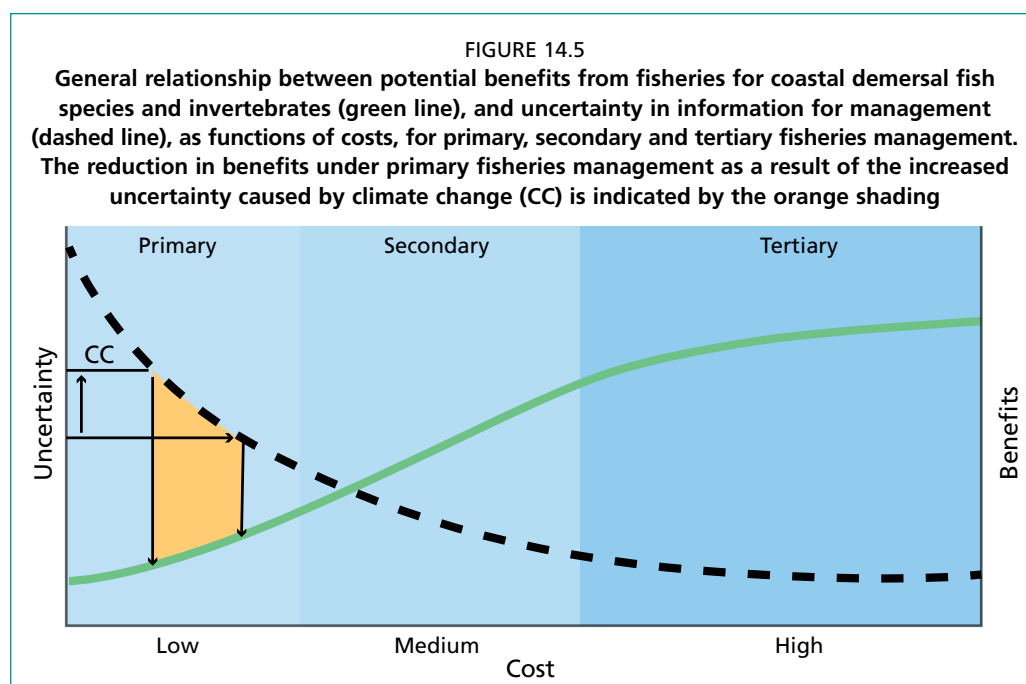 FIGURE 14.5
General relationship between potential benefits from fisheries for coastal demersal fish
species and invertebrates (green line), and uncertainty in information for management
(dashed line), as functions of costs, for primary, secondary and tertiary fisheries management.
The reduction in benefits under primary fisheries management as a result of the increased
uncertainty caused by climate change (CC) is indicated by the orange shading
Primary Secondary Tertiary
CC
Uncertainty
Benefits
Low Medium High
Cost